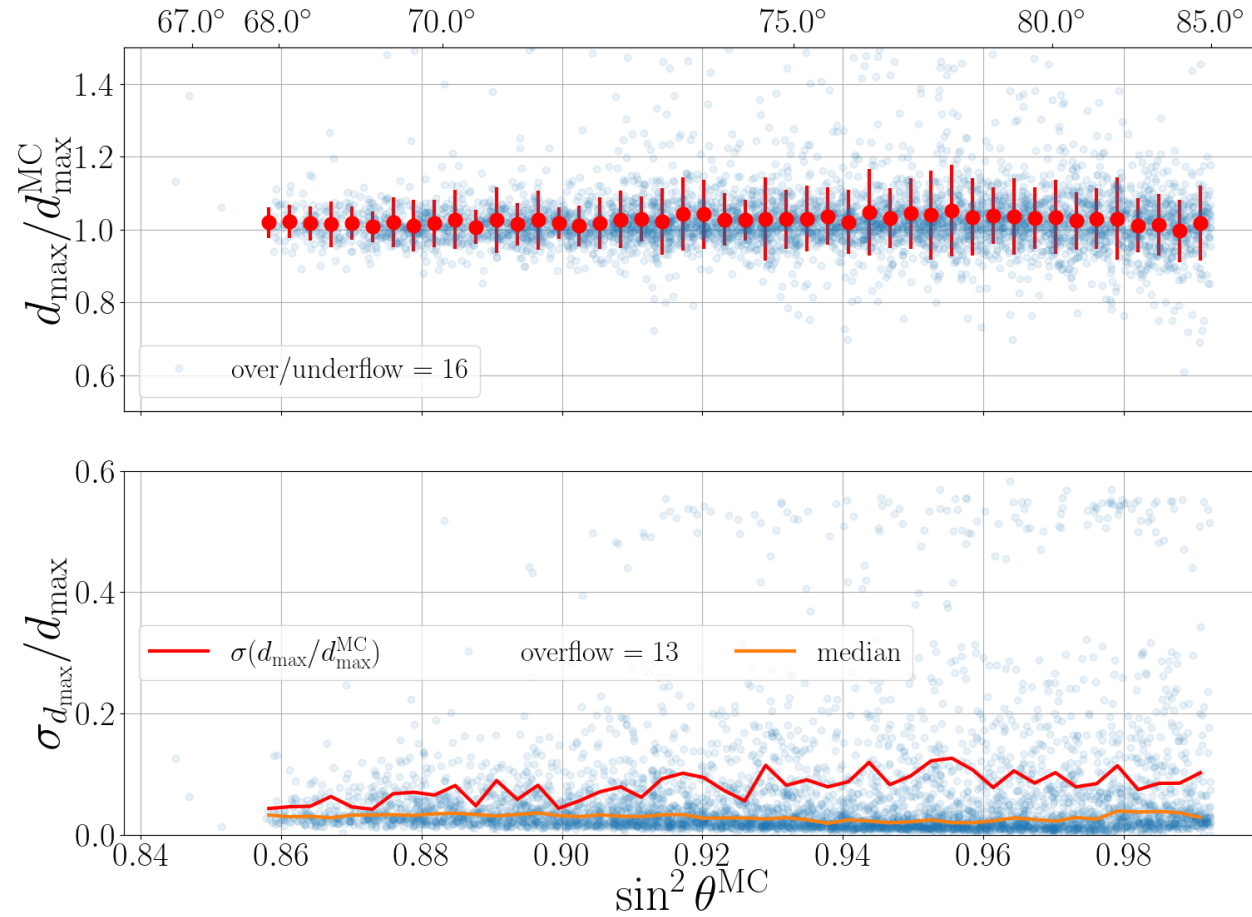 67.0° 68.0° 70.0° 75.0° 80.0° 85.0°
1.4
1.2
1.0
0.8
0.6
d_max/d_max^MC
over/underflow = 16
0.6
0.4
0.2
0.0
σ_{d_max}/d_max
σ(d_max/d_max^MC) overflow = 13 median
0.84 0.86 0.88 0.90 0.92 0.94 0.96 0.98
sin² θ^MC